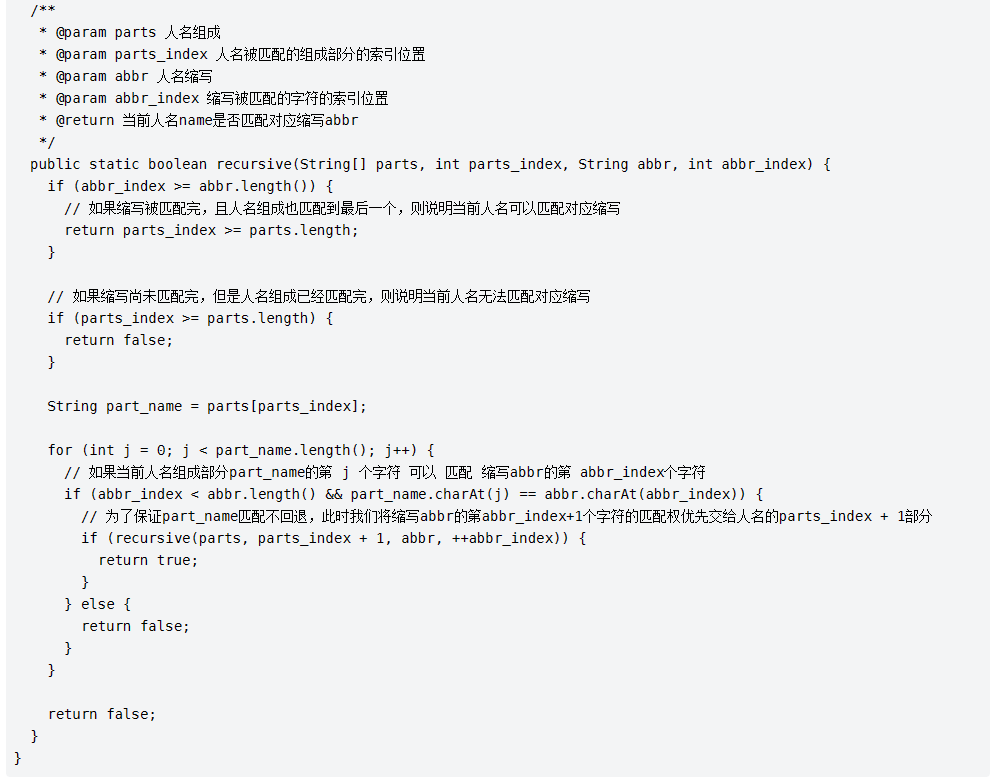 /**
 * @param parts 人名组成
 * @param parts_index 人名被匹配的组成部分的索引位置
 * @param abbr 人名缩写
 * @param abbr_index 缩写被匹配的字符的索引位置
 * @return 当前人名name是否匹配对应缩写abbr
 */
public static boolean recursive(String[] parts, int parts_index, String abbr, int abbr_index) {
if (abbr_index >= abbr.length()) {
// 如果缩写被匹配完，且人名组成也匹配到最后一个，则说明当前人名可以匹配对应缩写
return parts_index >= parts.length;
}
// 如果缩写尚未匹配完，但是人名组成已经匹配完，则说明当前人名无法匹配对应缩写
if (parts_index >= parts.length) {
return false;
}
String part_name = parts[parts_index];
for (int j = 0; j < part_name.length(); j++) {
// 如果当前人名组成部分part_name的第 j 个字符 可以 匹配 缩写abbr的第 abbr_index个字符
if (abbr_index < abbr.length() && part_name.charAt(j) == abbr.charAt(abbr_index)) {
// 为了保证part_name匹配不回退，此时我们将缩写abbr的第abbr_index+1个字符的匹配权优先交给人名的parts_index + 1部分
if (recursive(parts, parts_index + 1, abbr, ++abbr_index)) {
return true;
}
} else {
return false;
}
}
return false;
}
}